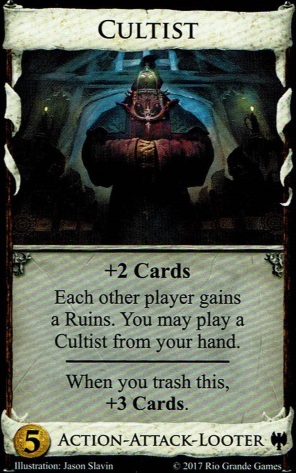 CULTIST
+2 Cards
Each other player gains
a Ruins. You may play a
Cultist from your hand.
When you trash this,
+3 Cards.
5 ACTION-ATTACK-LOOTER
Illustration: Jason Slavin © 2017 Rio Grande Games